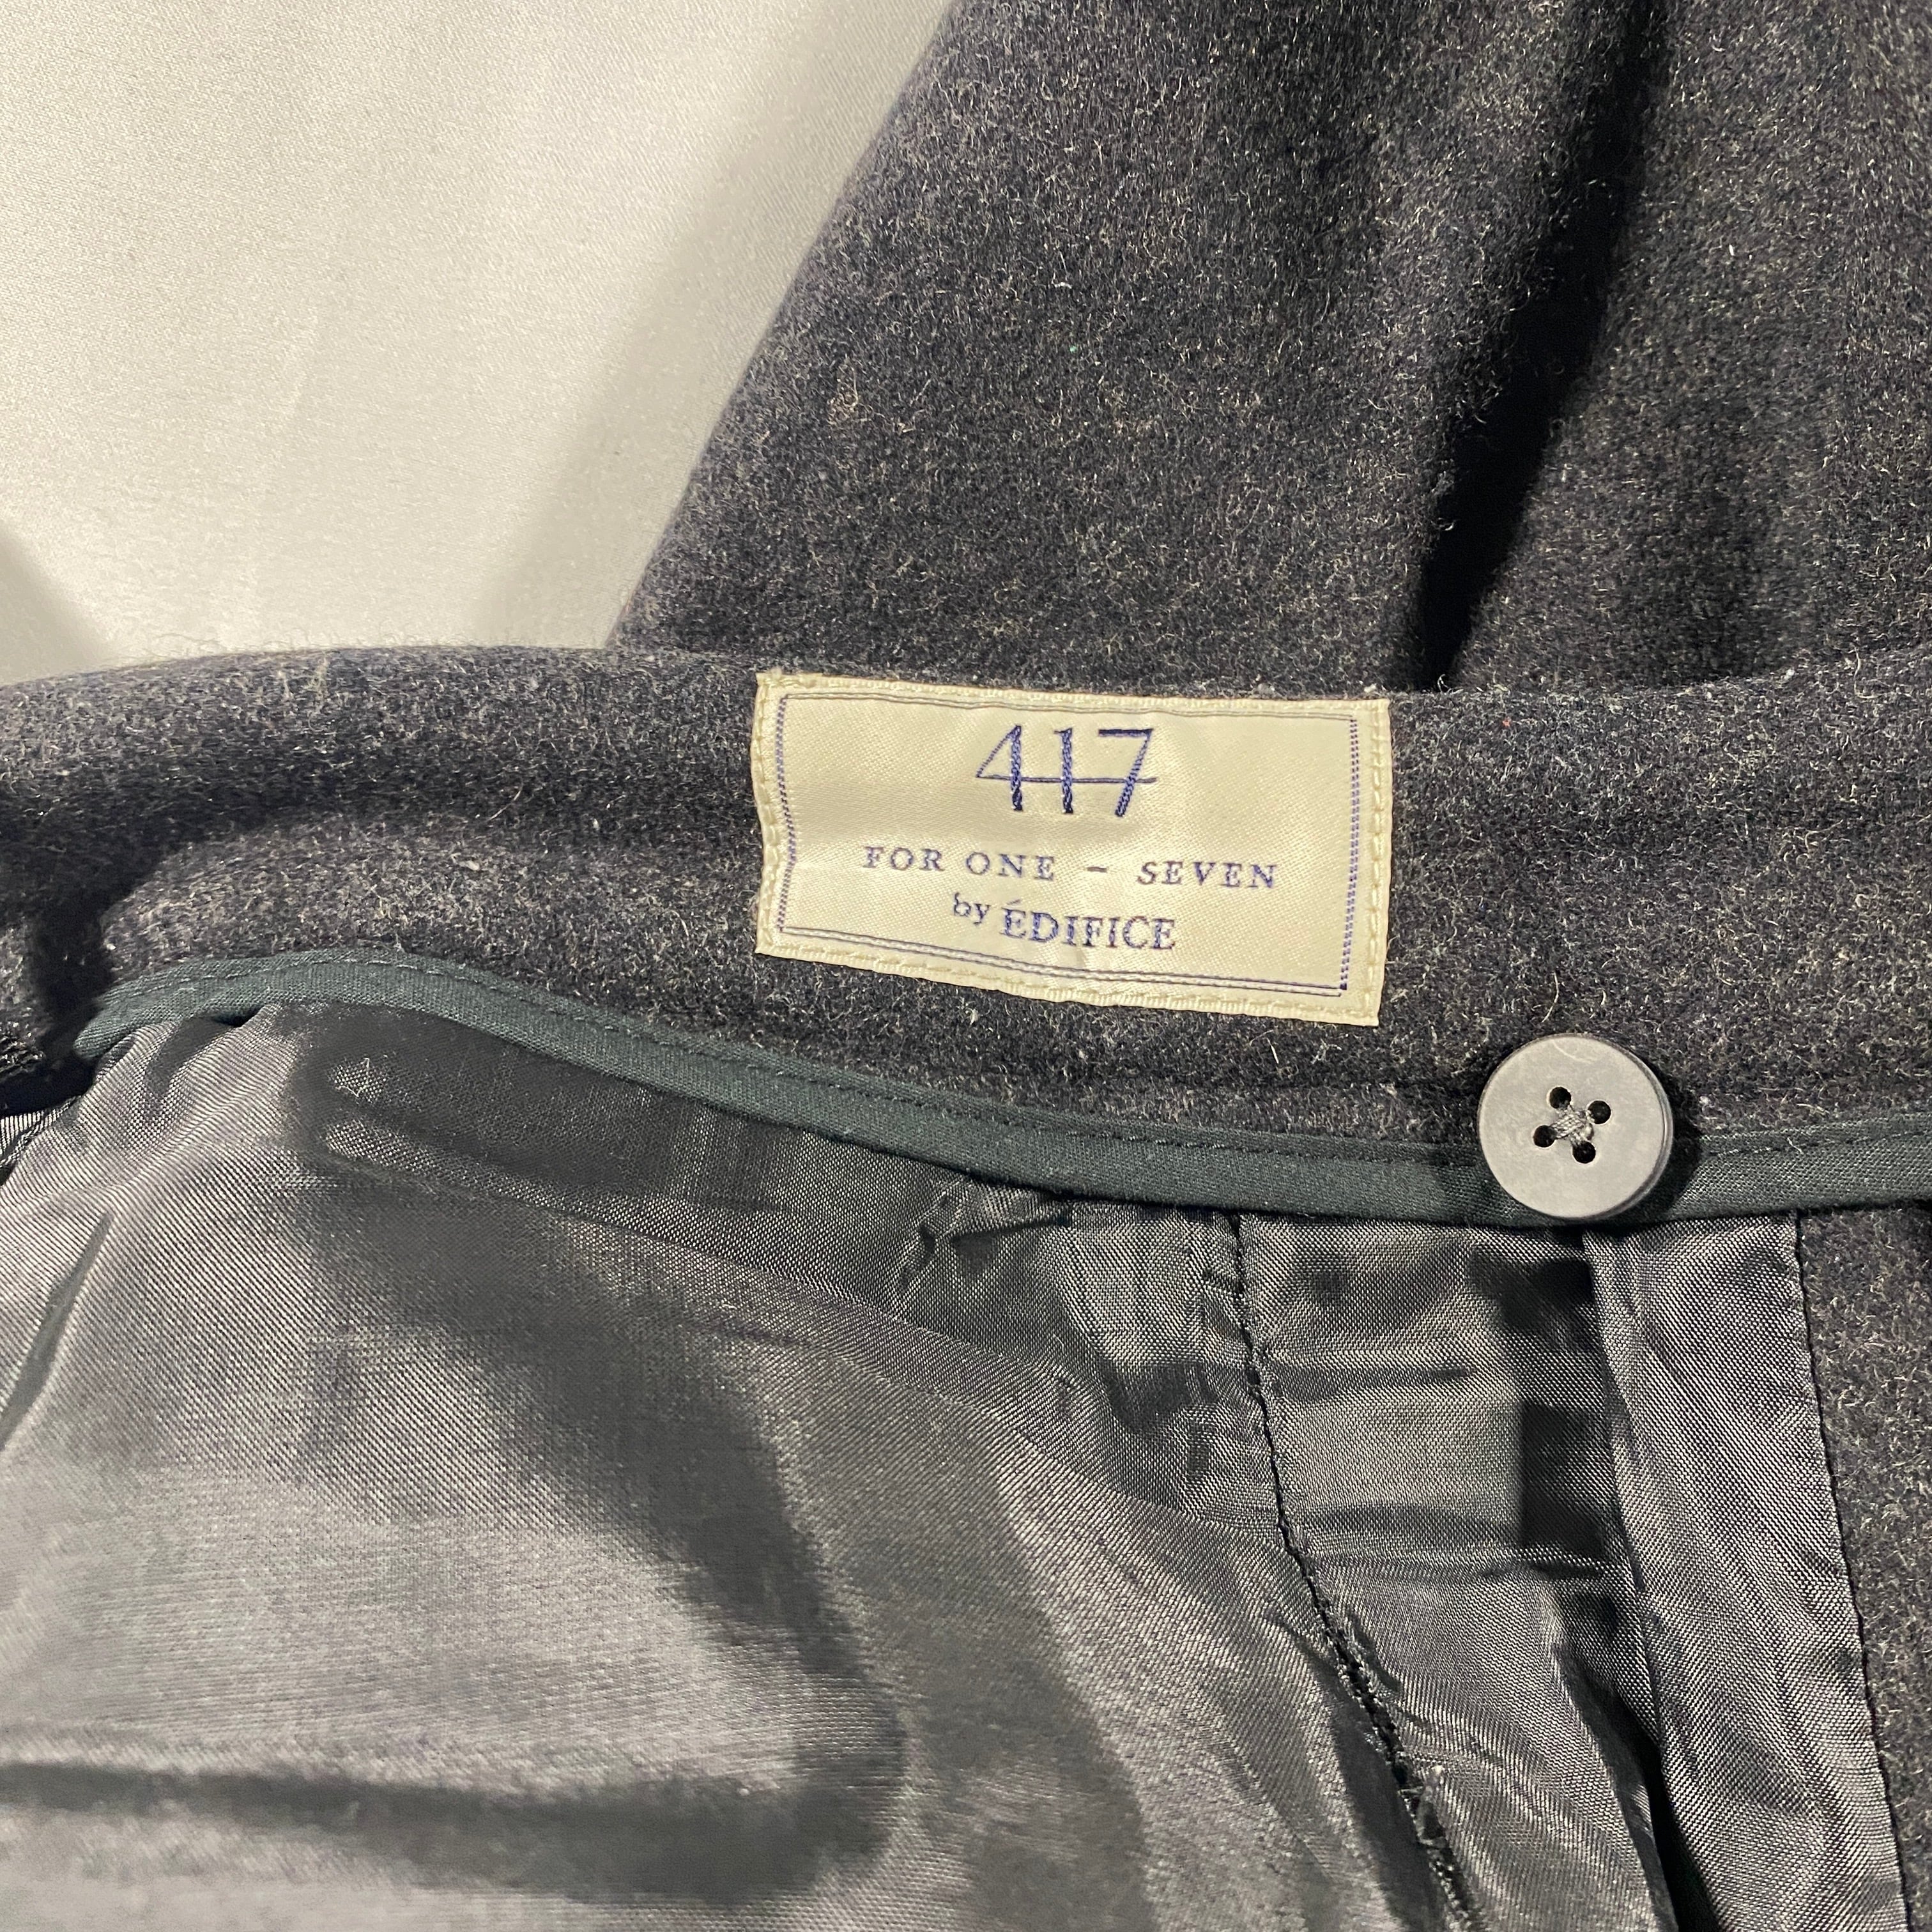 417
FOR ONE - SEVEN
by ÉDIFICE